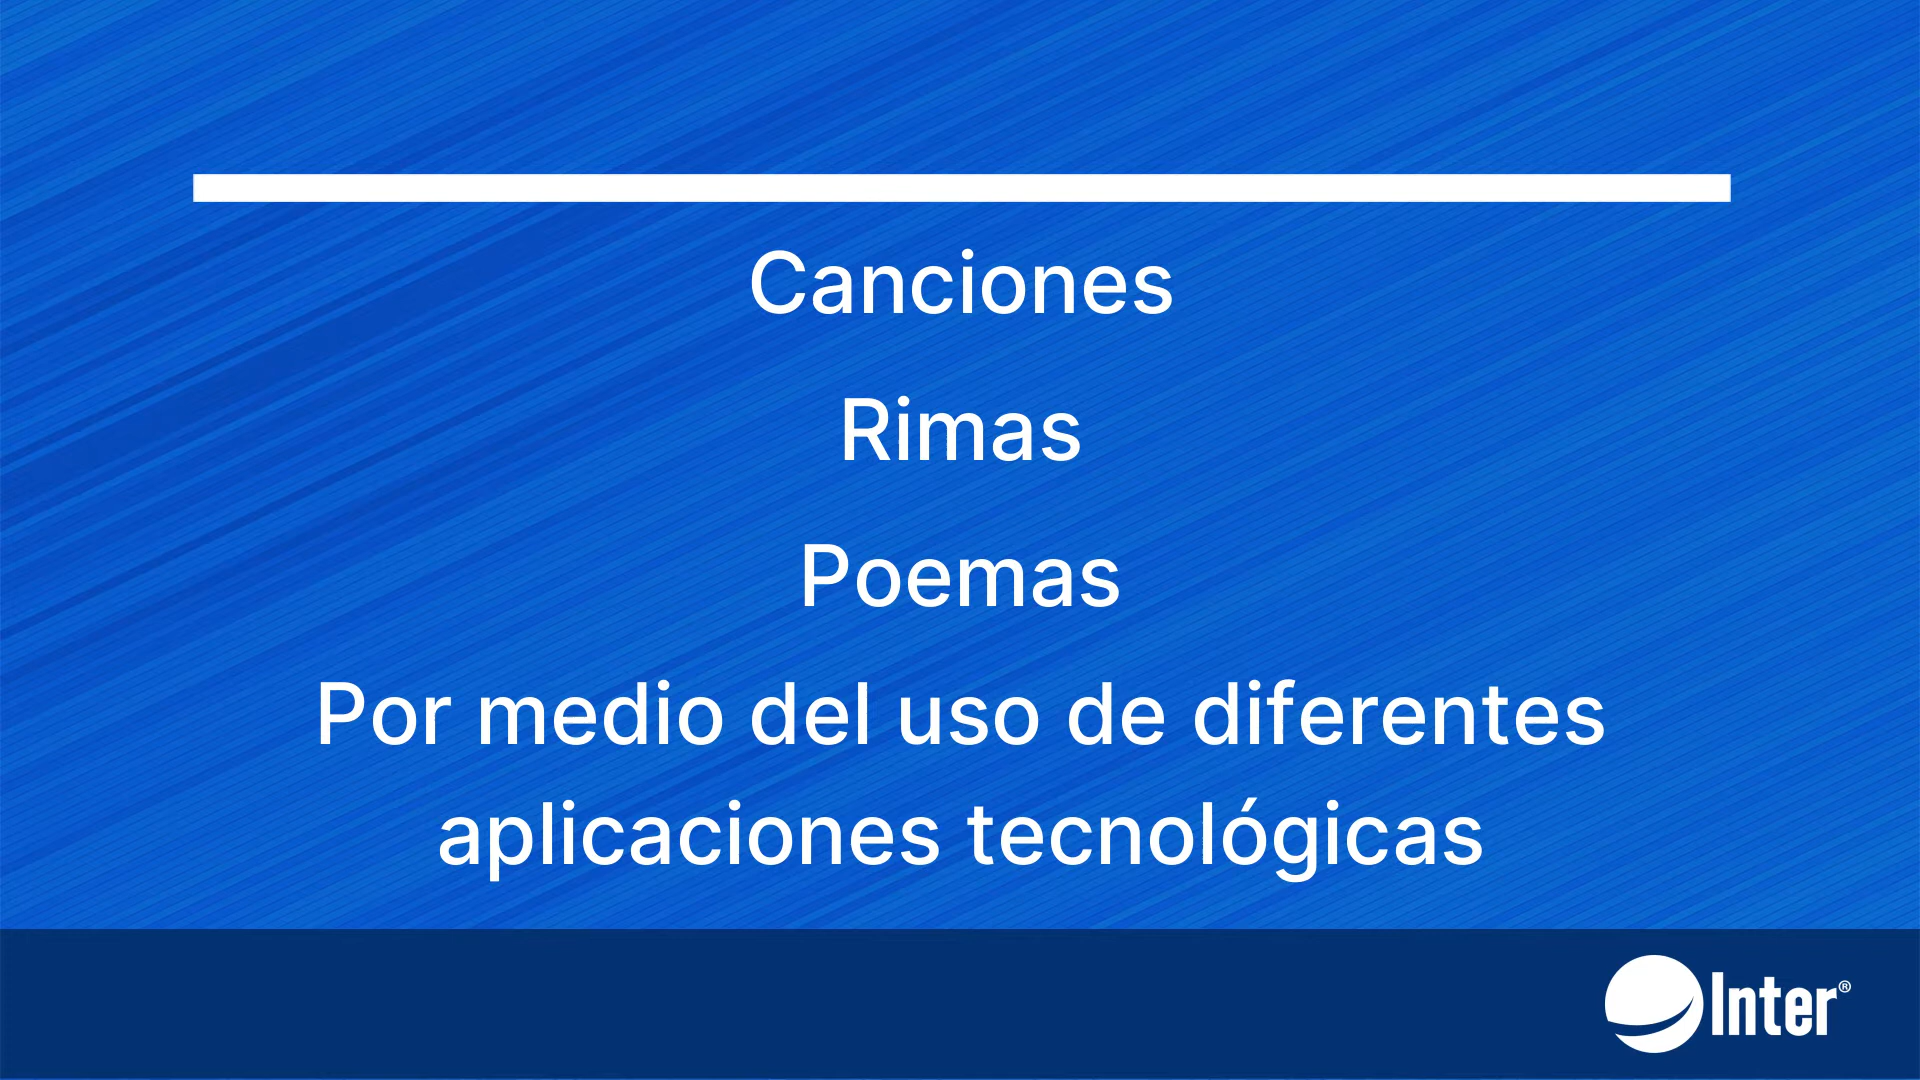 Canciones
Rimas
Poemas
Por medio del uso de diferentes
aplicaciones tecnológicas
Inter®